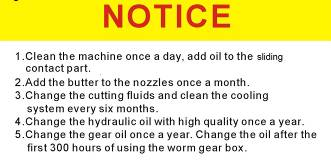 NOTICE
1.Clean the machine once a day, add oil to the sliding
contact part.
2.Add the butter to the nozzles once a month.
3.Change the cutting fluids and clean the cooling
system every six months.
4.Change the hydraulic oil with high quality once a year.
5.Change the gear oil once a year. Change the oil after the
first 300 hours of using the worm gear box.